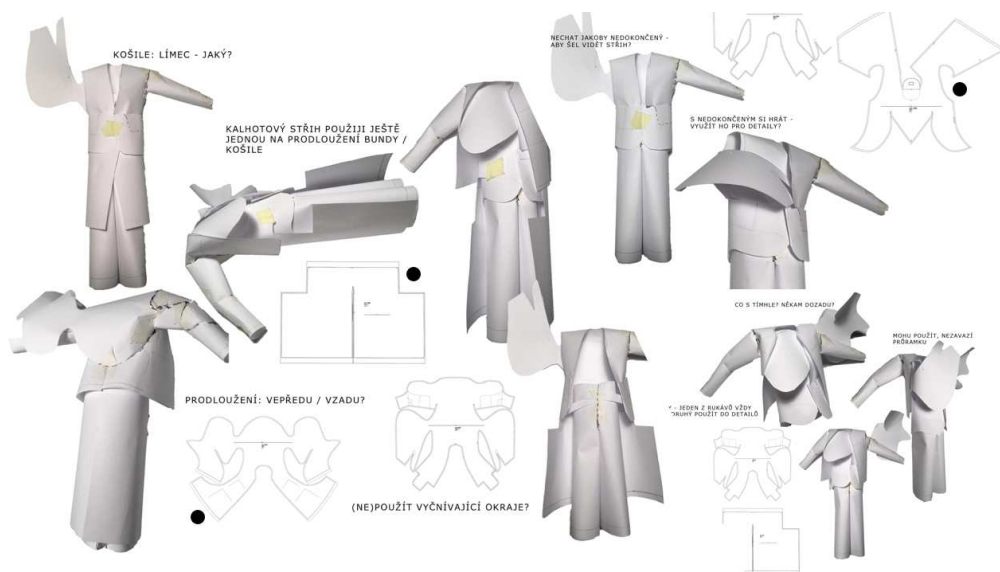 KOŠILE: LÍMEC - JAKÝ?
NECHAT JAKOBY NEDOKONČENÝ -
ABY ŠEL VIDĚT STŘIH?
S NEDOKONČENÝM SI HRÁT -
VYUŽÍT HO PRO DETAILY?
KALHOTOVÝ STŘIH POUŽIJI JEŠTĚ
JEDNOU NA PRODLOUŽENÍ BUNDY /
KOŠILE
CO S TÍMHLE? NĚKAM DOZADU?
MOHU POUŽÍT, NEZAVAZÍ
PRŮRAMKU
PRODLOUŽENÍ: VEPŘEDU / VZADU?
- JEDEN Z RUKÁVŮ VŽDY
DRUHÝ POUŽÍT DO DETAILŮ
(NE)POUŽÍT VYČNÍVAJÍCÍ OKRAJE?